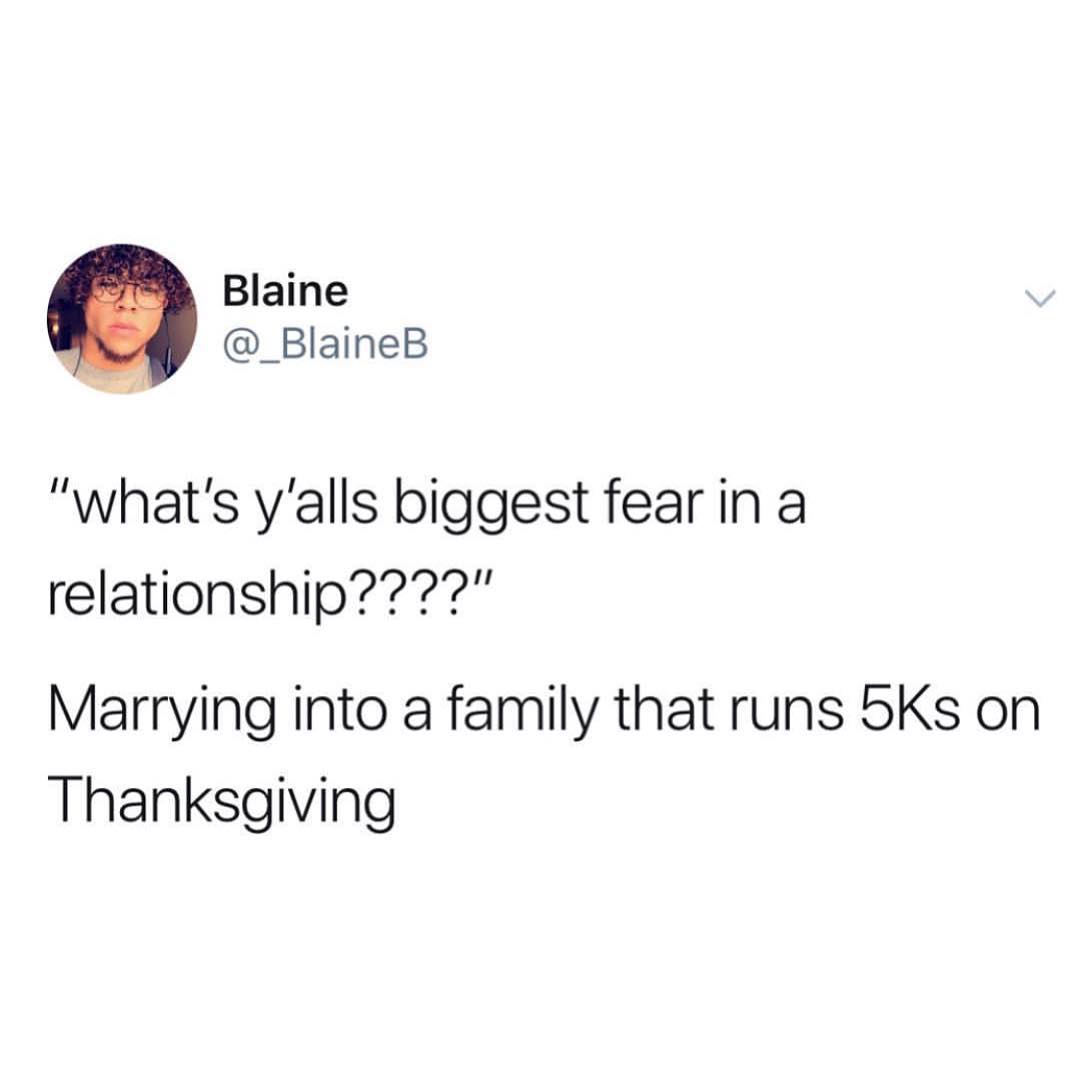 Blaine
@_BlaineB
"what's y'alls biggest fear in a
relationship????"
Marrying into a family that runs 5Ks on
Thanksgiving